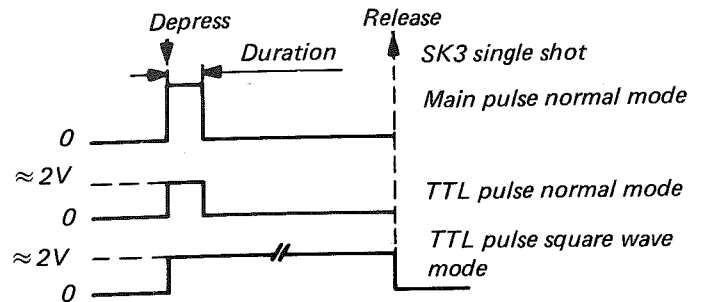 Depress
Release
Duration
SK3 single shot
Main pulse normal mode
0
≈ 2V
TTL pulse normal mode
0
≈ 2V
TTL pulse square wave
mode
0